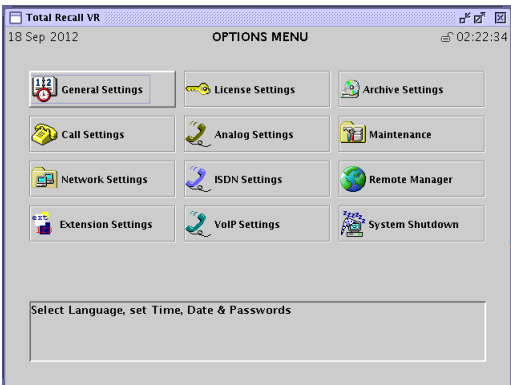 Total Recall VR
18 Sep 2012 OPTIONS MENU 02:22:34
General Settings License Settings Archive Settings
Call Settings Analog Settings Maintenance
Network Settings ISDN Settings Remote Manager
ext Extension Settings VoIP Settings System Shutdown
Select Language, set Time, Date & Passwords